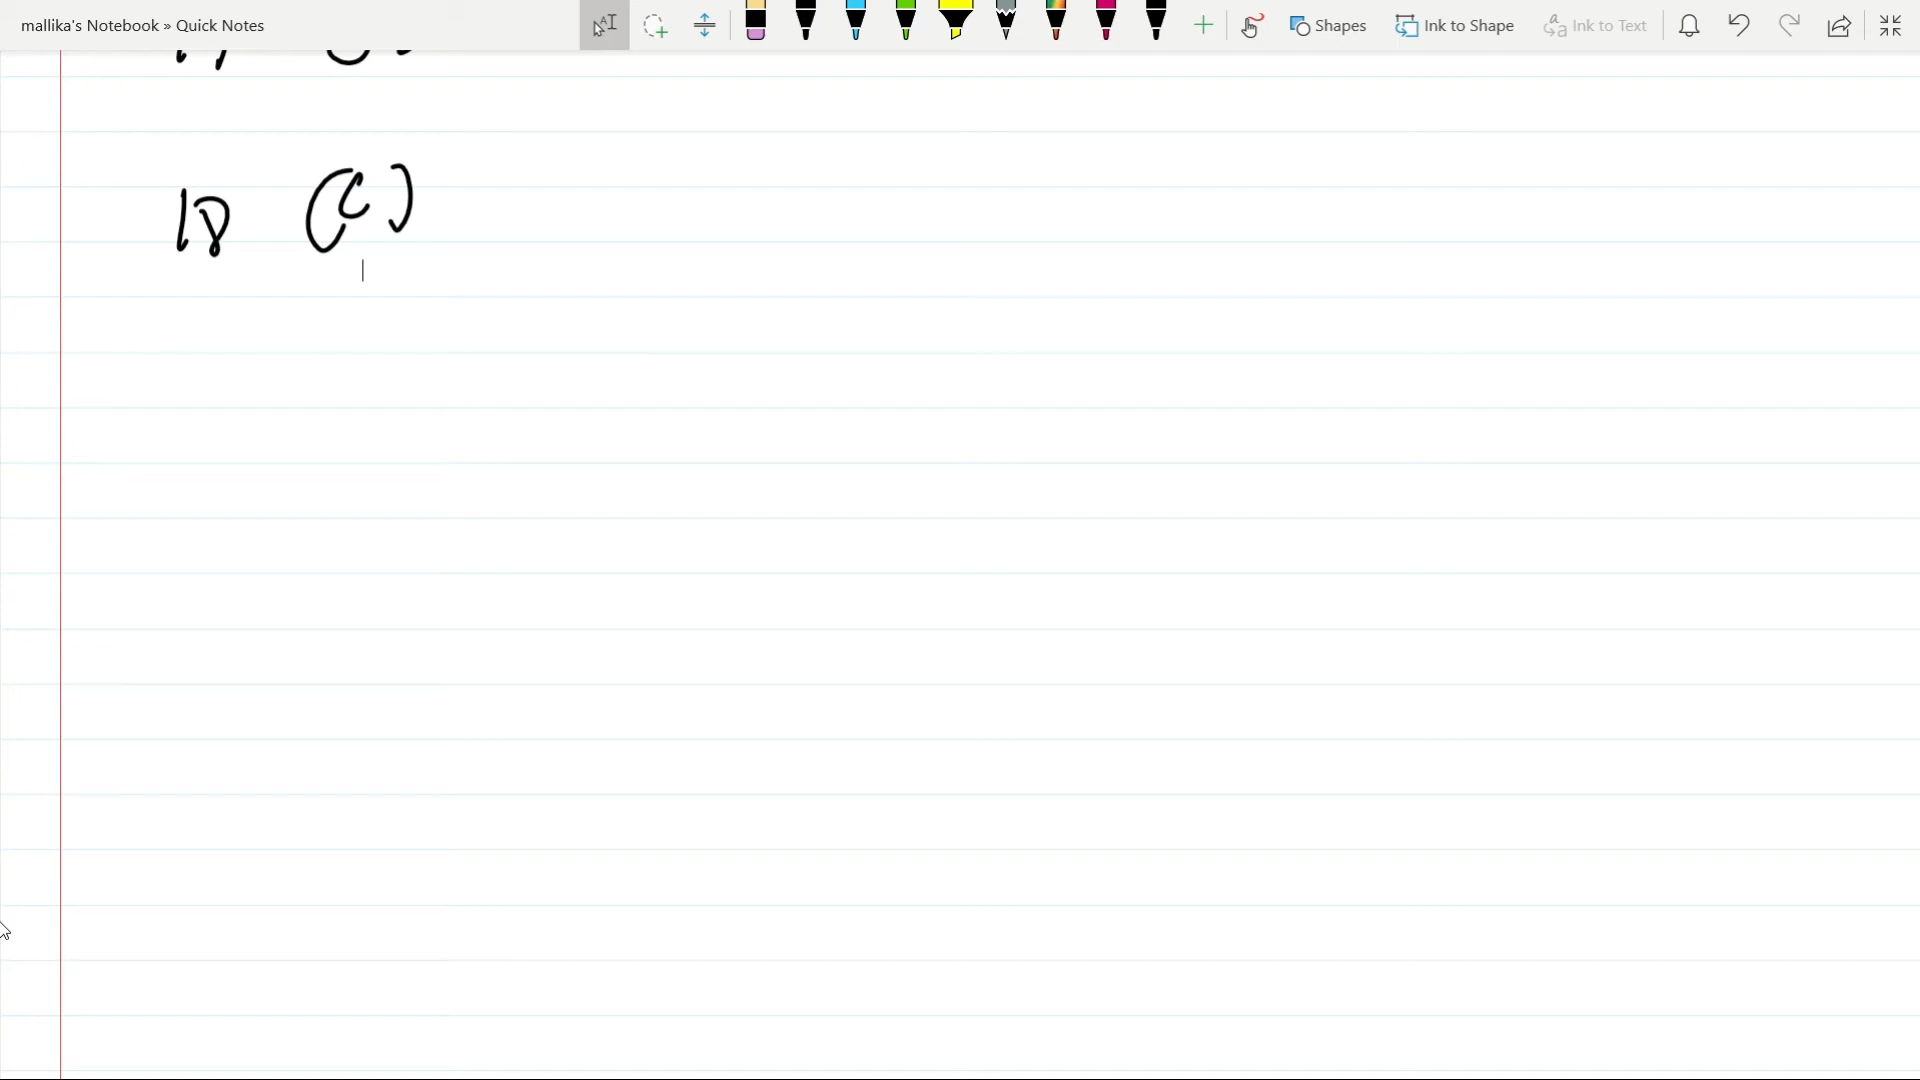 mallika's Notebook » Quick Notes Shapes Ink to Shape Ink to Text
18 (c)